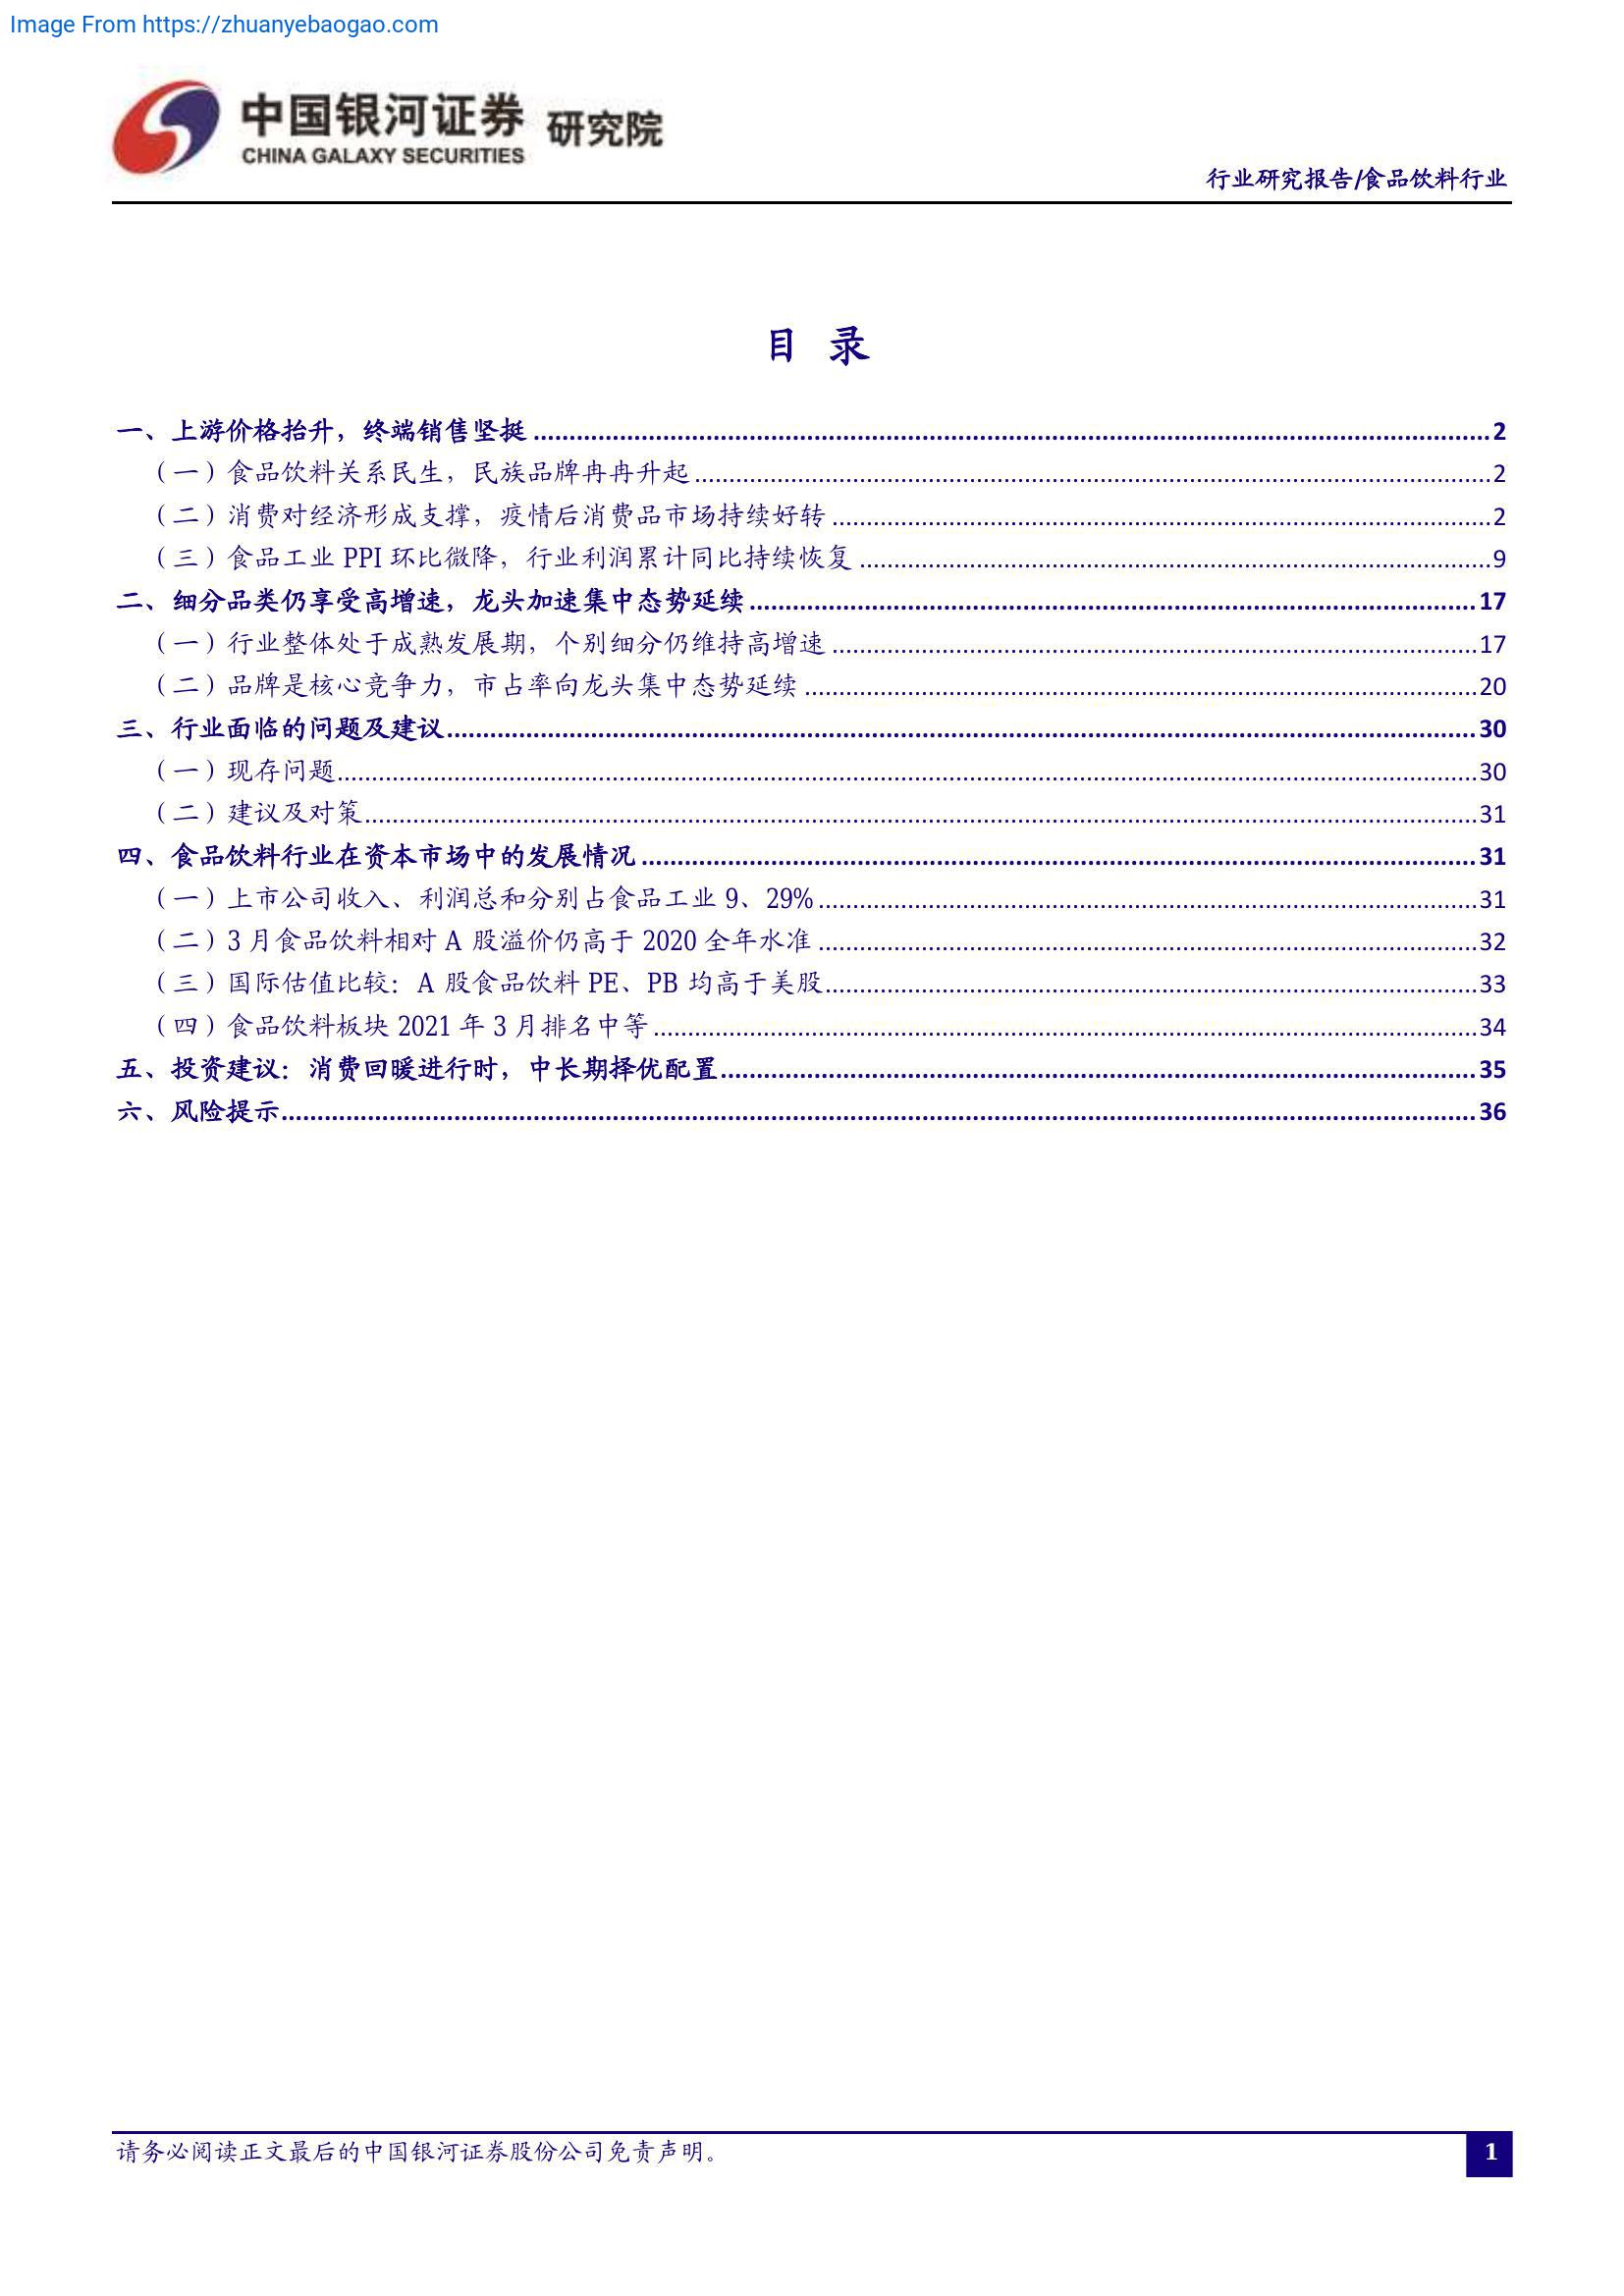 Image From https://zhuanyebaogao.com
中国银河证券 研究院
CHINA GALAXY SECURITIES
行业研究报告/食品饮料行业
目 录
一、上游价格抬升，终端销售坚挺 2
（一）食品饮料关系民生，民族品牌冉冉升起 2
（二）消费对经济形成支撑，疫情后消费品市场持续好转 2
（三）食品工业 PPI 环比微降，行业利润累计同比持续恢复 9
二、细分品类仍享受高增速，龙头加速集中态势延续 17
（一）行业整体处于成熟发展期，个别细分仍维持高增速 17
（二）品牌是核心竞争力，市占率向龙头集中态势延续 20
三、行业面临的问题及建议 30
（一）现存问题 30
（二）建议及对策 31
四、食品饮料行业在资本市场中的发展情况 31
（一）上市公司收入、利润总和分别占食品工业 9、29% 31
（二）3 月食品饮料相对 A 股溢价仍高于 2020 全年水准 32
（三）国际估值比较：A 股食品饮料 PE、PB 均高于美股 33
（四）食品饮料板块 2021 年 3 月排名中等 34
五、投资建议：消费回暖进行时，中长期择优配置 35
六、风险提示 36
请务必阅读正文最后的中国银河证券股份公司免责声明。
1